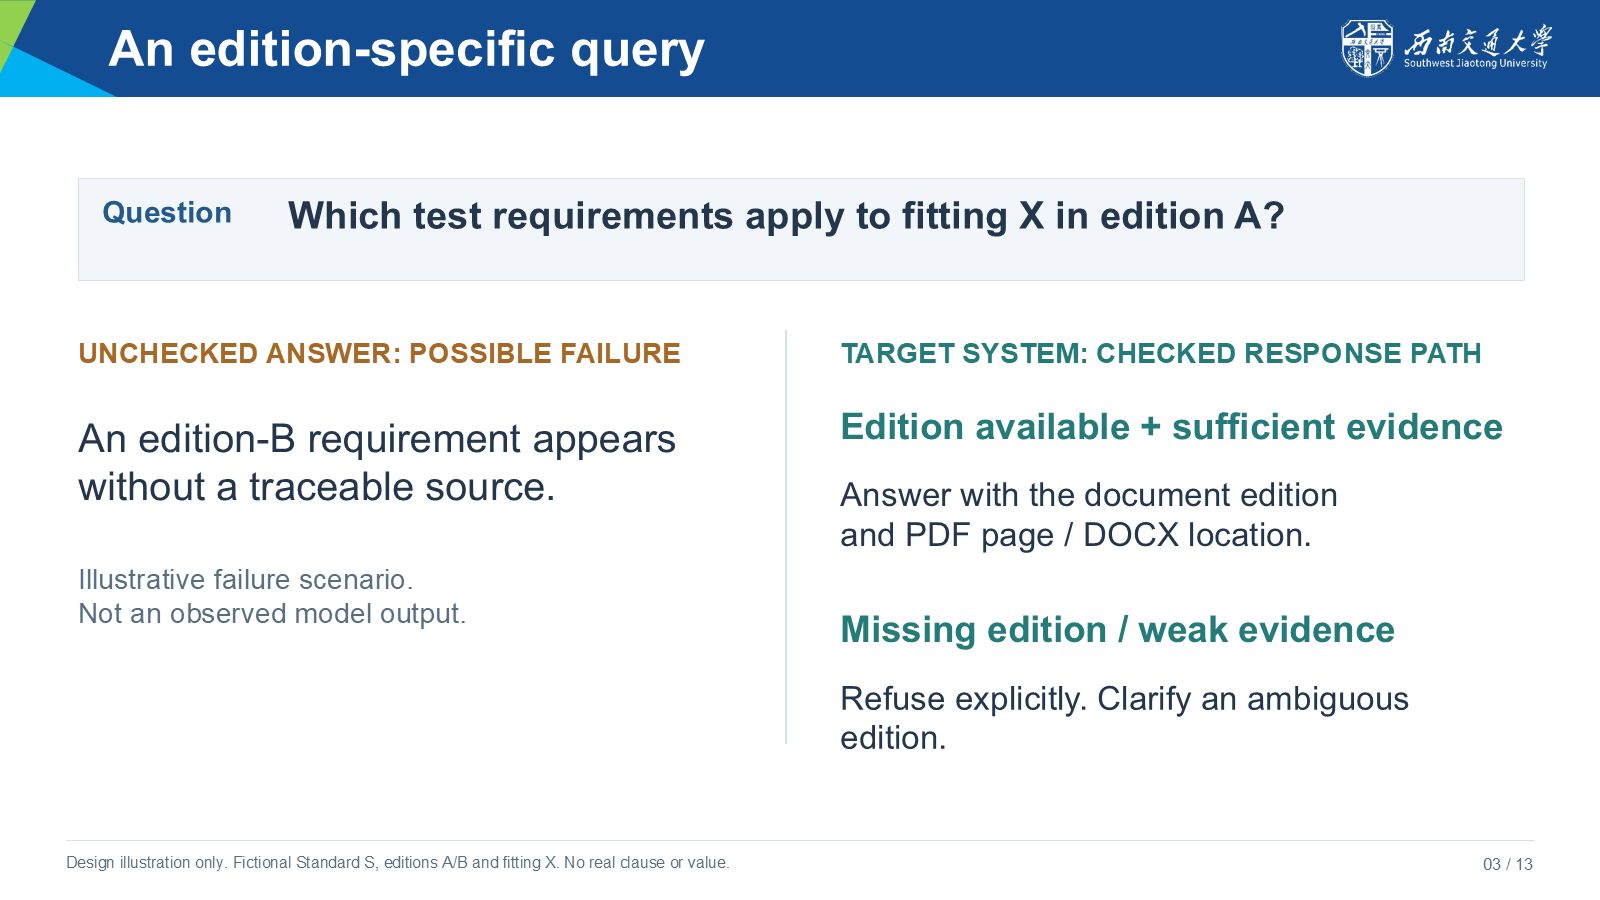 An edition-specific query
西南交通大学
Southwest Jiaotong University
Question Which test requirements apply to fitting X in edition A?
UNCHECKED ANSWER: POSSIBLE FAILURE
An edition-B requirement appears
without a traceable source.
Illustrative failure scenario.
Not an observed model output.
TARGET SYSTEM: CHECKED RESPONSE PATH
Edition available + sufficient evidence
Answer with the document edition
and PDF page / DOCX location.
Missing edition / weak evidence
Refuse explicitly. Clarify an ambiguous
edition.
Design illustration only. Fictional Standard S, editions A/B and fitting X. No real clause or value.
03 / 13